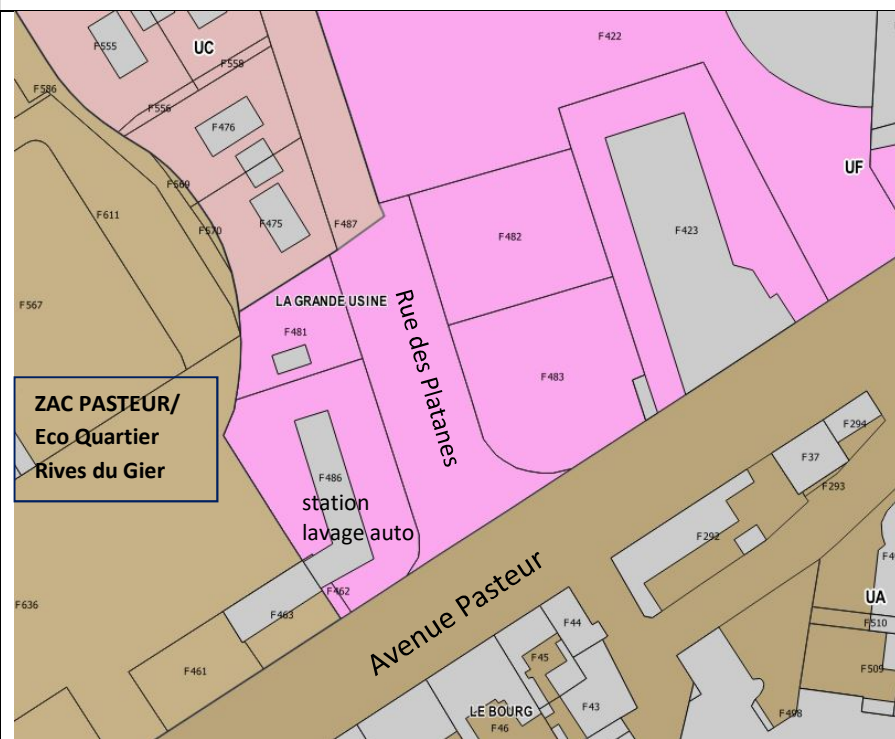 F555
UC
F422
F558
F586
F556
F476
UF
F569
F611
F475
F487
F570
F423
F482
LA GRANDE USINE
F567
F481
Rue des Platanes
F483
ZAC PASTEUR/
Eco Quartier
Rives du Gier
F294
F37
F486
F293
station
lavage auto
F292
F462
UA
F636
F463
Avenue Pasteur
F44
F510
F45
F461
F509
LE BOURG
F43
F498
F46